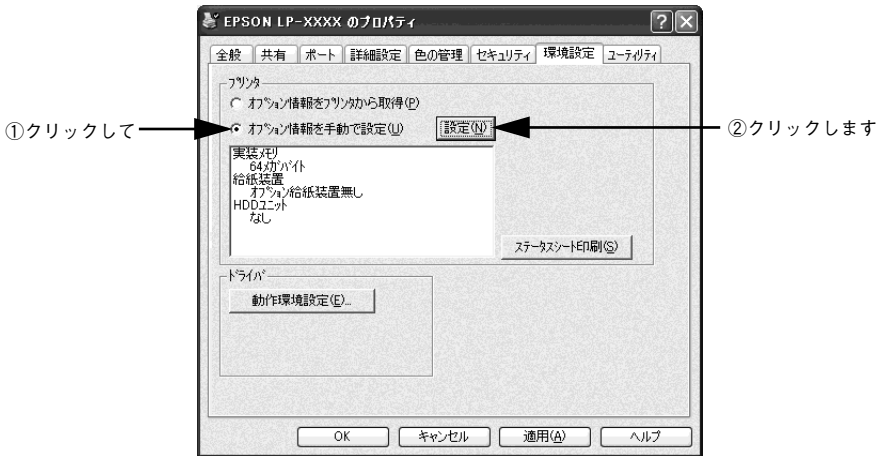 EPSON LP-XXXX のプロパティ
全般 共有 ポート 詳細設定 色の管理 セキュリティ 環境設定 ユーティリティ
プリンタ
オプション情報をプリンタから取得(P)
①クリックして
オプション情報を手動で設定(U)
設定(N)
②クリックします
実装メモリ
64メガバイト
給紙装置
オプション給紙装置無し
HDDユニット
なし
ステータスシート印刷(S)
ドライバ
動作環境設定(E)...
OK キャンセル 適用(A) ヘルプ